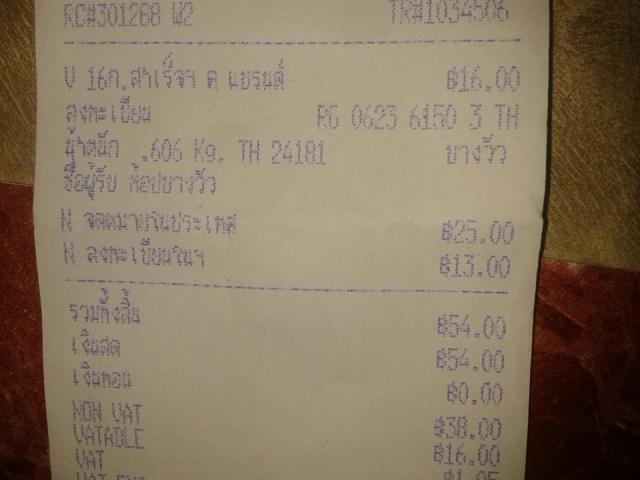 RC#301288 W2 TR#1034506
V 16ก.สำเร็จฯ ค แบรนด์ ฿16.00
ลงทะเบียน RG 0623 6150 3 TH
น้ำหนัก .606 Kg. TH 24181 บางวัว
ชื่อผู้รับ ท้อปบางวัว
N จดหมายในประเทศ ฿25.00
N ลงทะเบียนในฯ ฿13.00
รวมทั้งสิ้น ฿54.00
เงินสด ฿54.00
เงินทอน ฿0.00
NON VAT ฿38.00
VATABLE ฿16.00
VAT ฿1.05